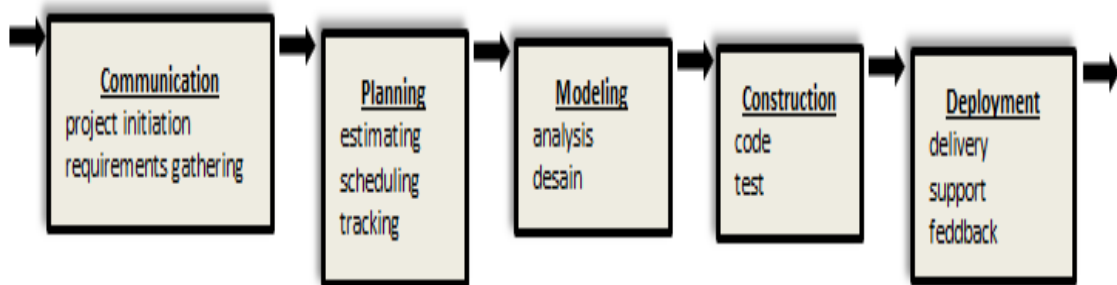 Communication
project initiation
requirements gathering
Planning
estimating
scheduling
tracking
Modeling
analysis
desain
Construction
code
test
Deployment
delivery
support
feddback